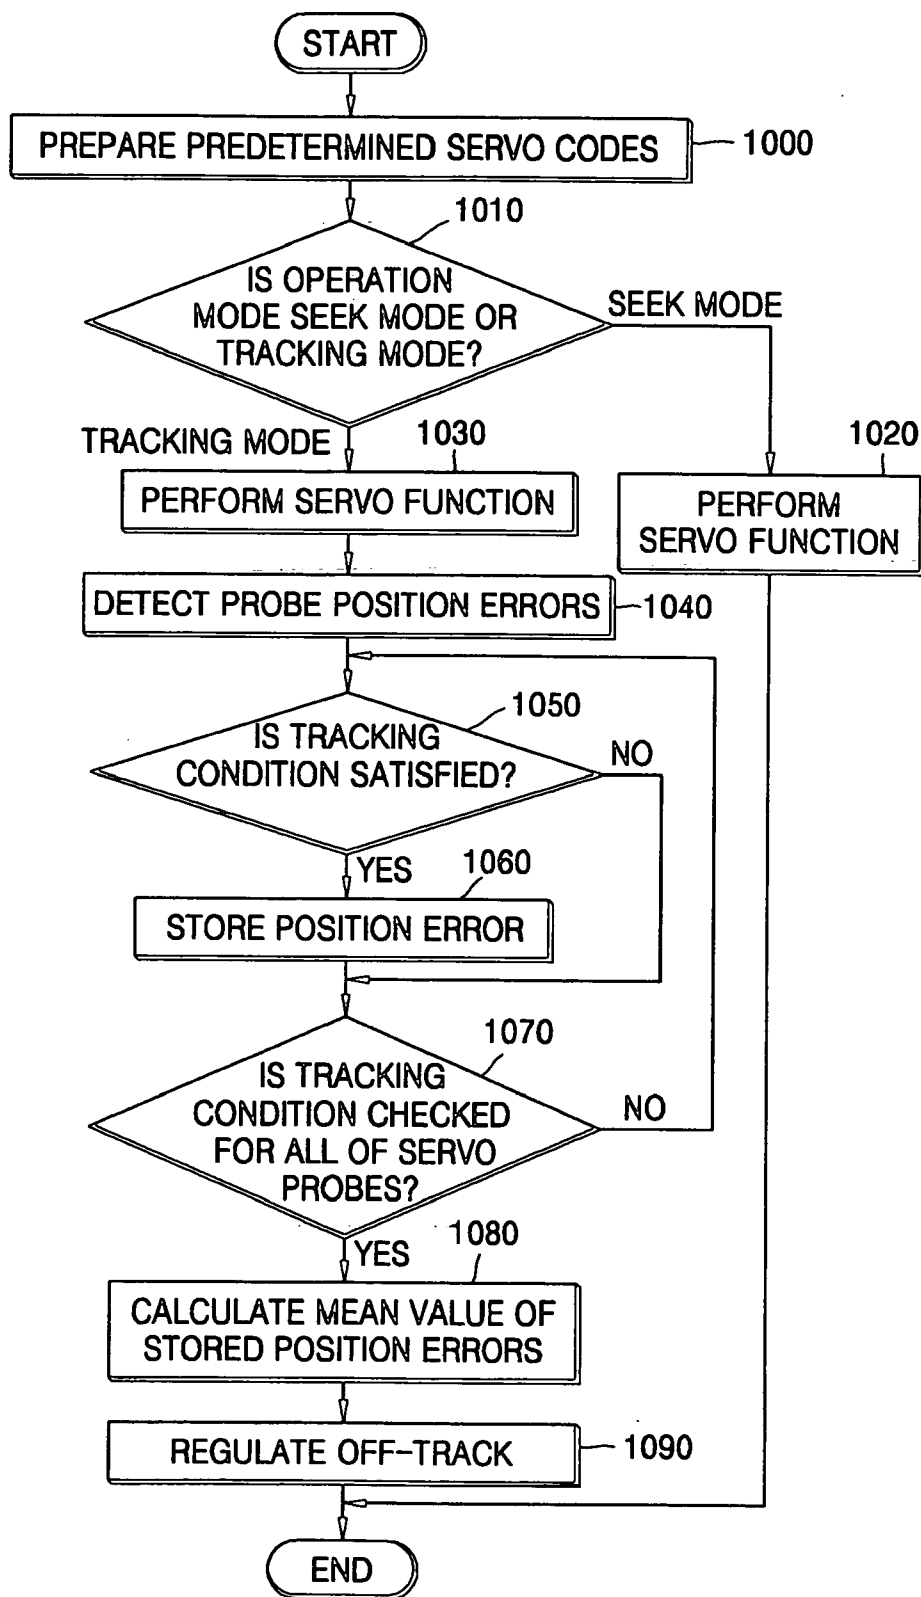 START
PREPARE PREDETERMINED SERVO CODES
1000
1010
IS OPERATION
MODE SEEK MODE OR
TRACKING MODE?
SEEK MODE
TRACKING MODE
1030
PERFORM SERVO FUNCTION
1020
PERFORM
SERVO FUNCTION
DETECT PROBE POSITION ERRORS
1040
1050
IS TRACKING
CONDITION SATISFIED?
NO
YES
1060
STORE POSITION ERROR
1070
IS TRACKING
CONDITION CHECKED
FOR ALL OF SERVO
PROBES?
NO
YES
1080
CALCULATE MEAN VALUE OF
STORED POSITION ERRORS
REGULATE OFF-TRACK
1090
END